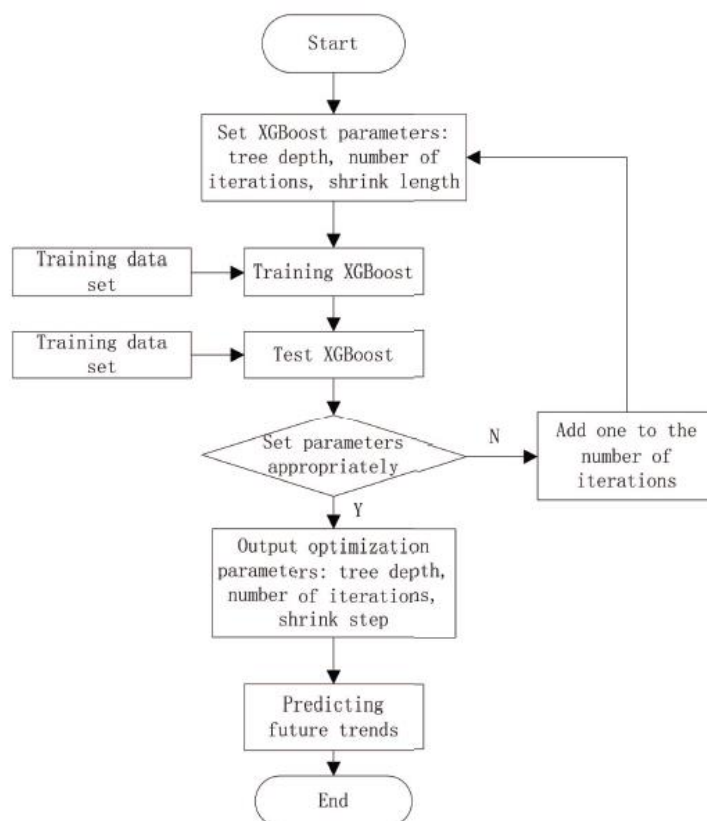 Start
Set XGBoost parameters:
tree depth, number of
iterations, shrink length
Training data
set
Training XGBoost
Training data
set
Test XGBoost
Set parameters
appropriately
N
Add one to the
number of
iterations
Y
Output optimization
parameters: tree depth,
number of iterations,
shrink step
Predicting
future trends
End